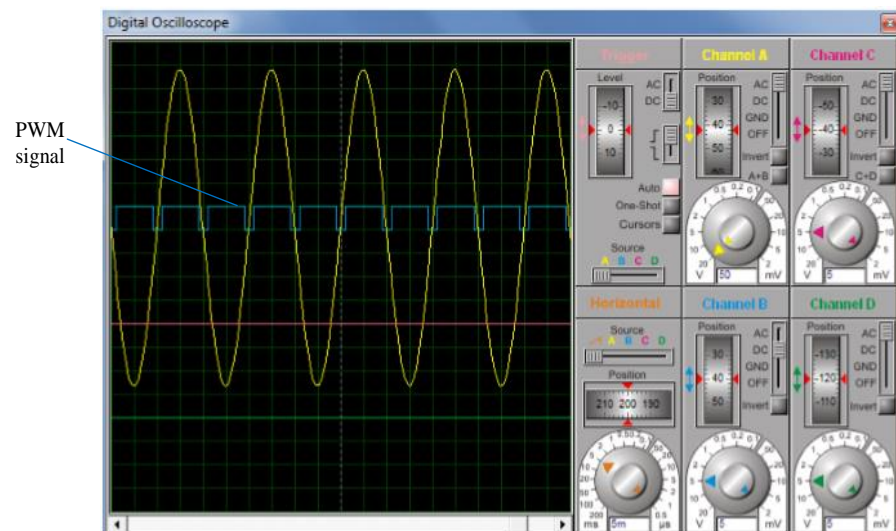 Digital Oscilloscope
PWM
signal
Trigger
Level
AC
DC
-10
0
10
Auto
One-Shot
Cursors
Source
A B C D
Channel A
Position
AC
DC
GND
OFF
30
40
50
Invert
A+B
V 50 mV
Channel C
Position
AC
DC
GND
OFF
-50
-40
-30
Invert
C+D
V 5 mV
Horizontal
Source
A B C D
Position
210 200 190
ms 5m µs
Channel B
Position
AC
DC
GND
OFF
30
40
50
Invert
V 5 mV
Channel D
Position
AC
DC
GND
OFF
-130
-120
-110
Invert
V 5 mV